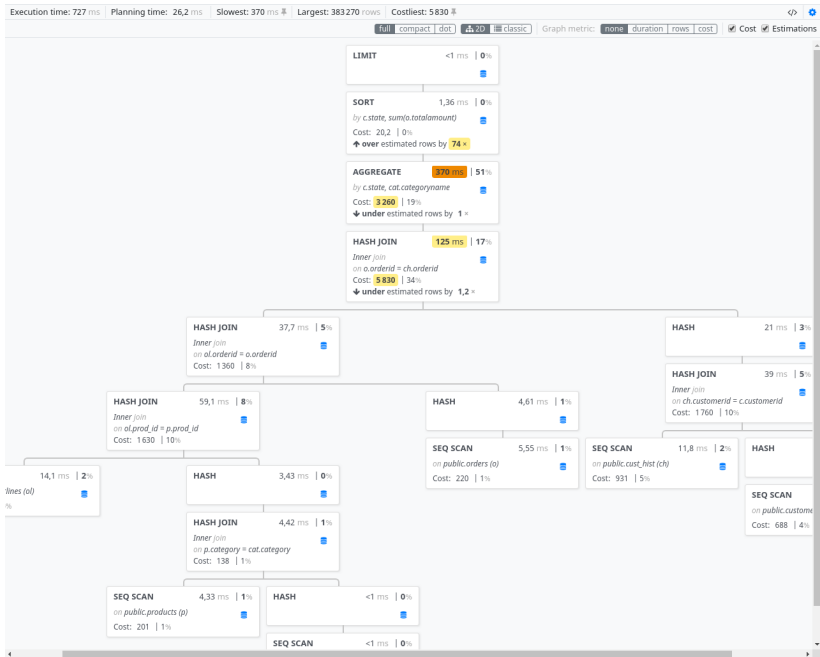 Execution time: 727 ms Planning time: 26,2 ms Slowest: 370 ms Largest: 383 270 rows Costliest: 5 830
full compact dot 2D classic Graph metric: none duration rows cost Cost Estimations
LIMIT <1 ms | 0%
SORT 1,36 ms | 0%
by c.state, sum(o.totalamount)
Cost: 20,2 | 0%
over estimated rows by 74 ×
AGGREGATE 370 ms | 51%
by c.state, cat.categoryname
Cost: 3 260 | 19%
under estimated rows by 1 ×
HASH JOIN 125 ms | 17%
Inner join
on o.orderid = ch.orderid
Cost: 5 830 | 34%
under estimated rows by 1,2 ×
HASH JOIN 37,7 ms | 5%
Inner join
on ol.orderid = o.orderid
Cost: 1 360 | 8%
HASH 21 ms | 3%
HASH JOIN 39 ms | 5%
Inner join
on ch.customerid = c.customerid
Cost: 1 760 | 10%
HASH JOIN 59,1 ms | 8%
Inner join
on ol.prod_id = p.prod_id
Cost: 1 630 | 10%
HASH 4,61 ms | 1%
SEQ SCAN 5,55 ms | 1%
on public.orders (o)
Cost: 220 | 1%
SEQ SCAN 11,8 ms | 2%
on public.cust_hist (ch)
Cost: 931 | 5%
HASH
SEQ SCAN
on public.custome
Cost: 688 | 4%
14,1 ms | 2%
lines (ol)
%
HASH 3,43 ms | 0%
HASH JOIN 4,42 ms | 1%
Inner join
on p.category = cat.category
Cost: 138 | 1%
SEQ SCAN 4,33 ms | 1%
on public.products (p)
Cost: 201 | 1%
HASH <1 ms | 0%
SEQ SCAN <1 ms | 0%